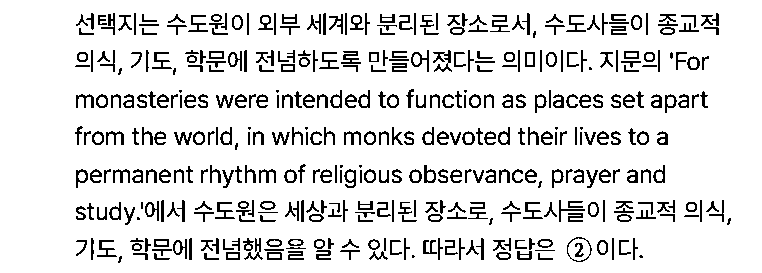 선택지는 수도원이 외부 세계와 분리된 장소로서, 수도사들이 종교적
의식, 기도, 학문에 전념하도록 만들어졌다는 의미이다. 지문의 'For
monasteries were intended to function as places set apart
from the world, in which monks devoted their lives to a
permanent rhythm of religious observance, prayer and
study.'에서 수도원은 세상과 분리된 장소로, 수도사들이 종교적 의식,
기도, 학문에 전념했음을 알 수 있다. 따라서 정답은 ②이다.